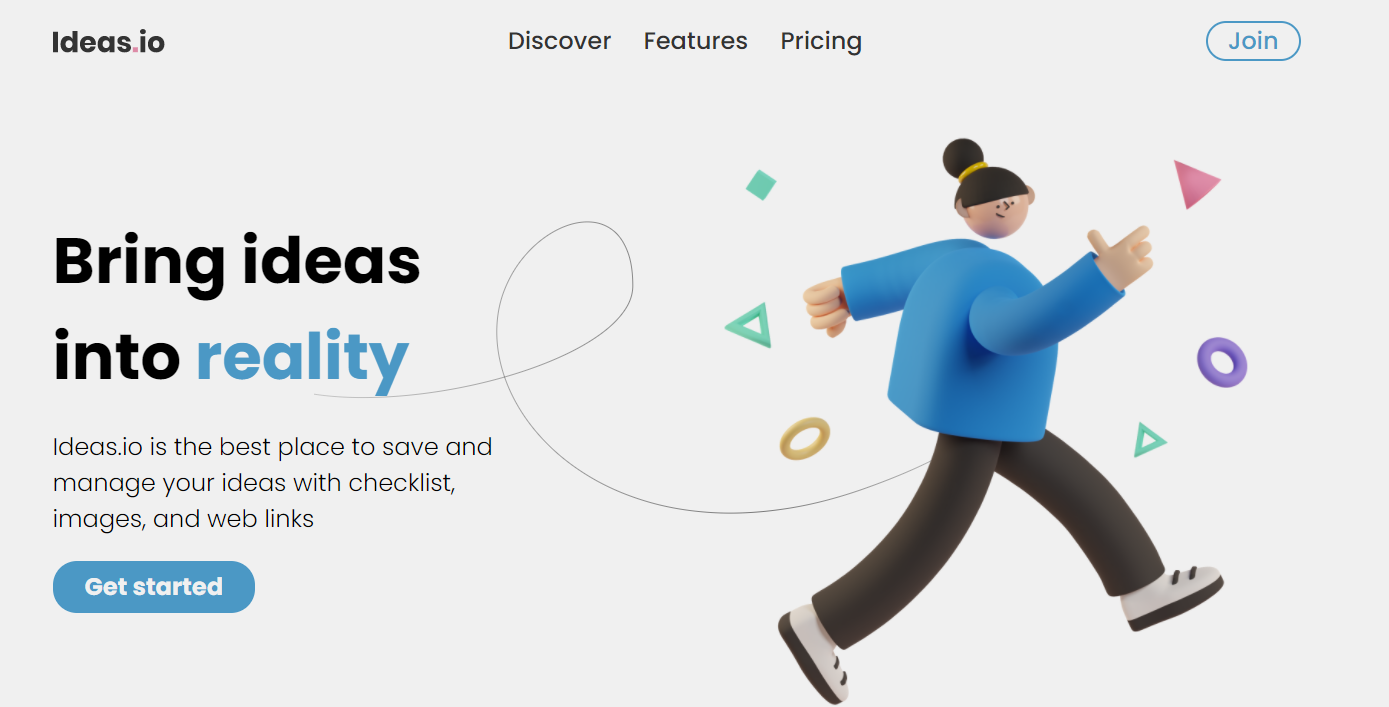 Ideas.io
Discover Features Pricing
Join
Bring ideas
into reality
Ideas.io is the best place to save and
manage your ideas with checklist,
images, and web links
Get started